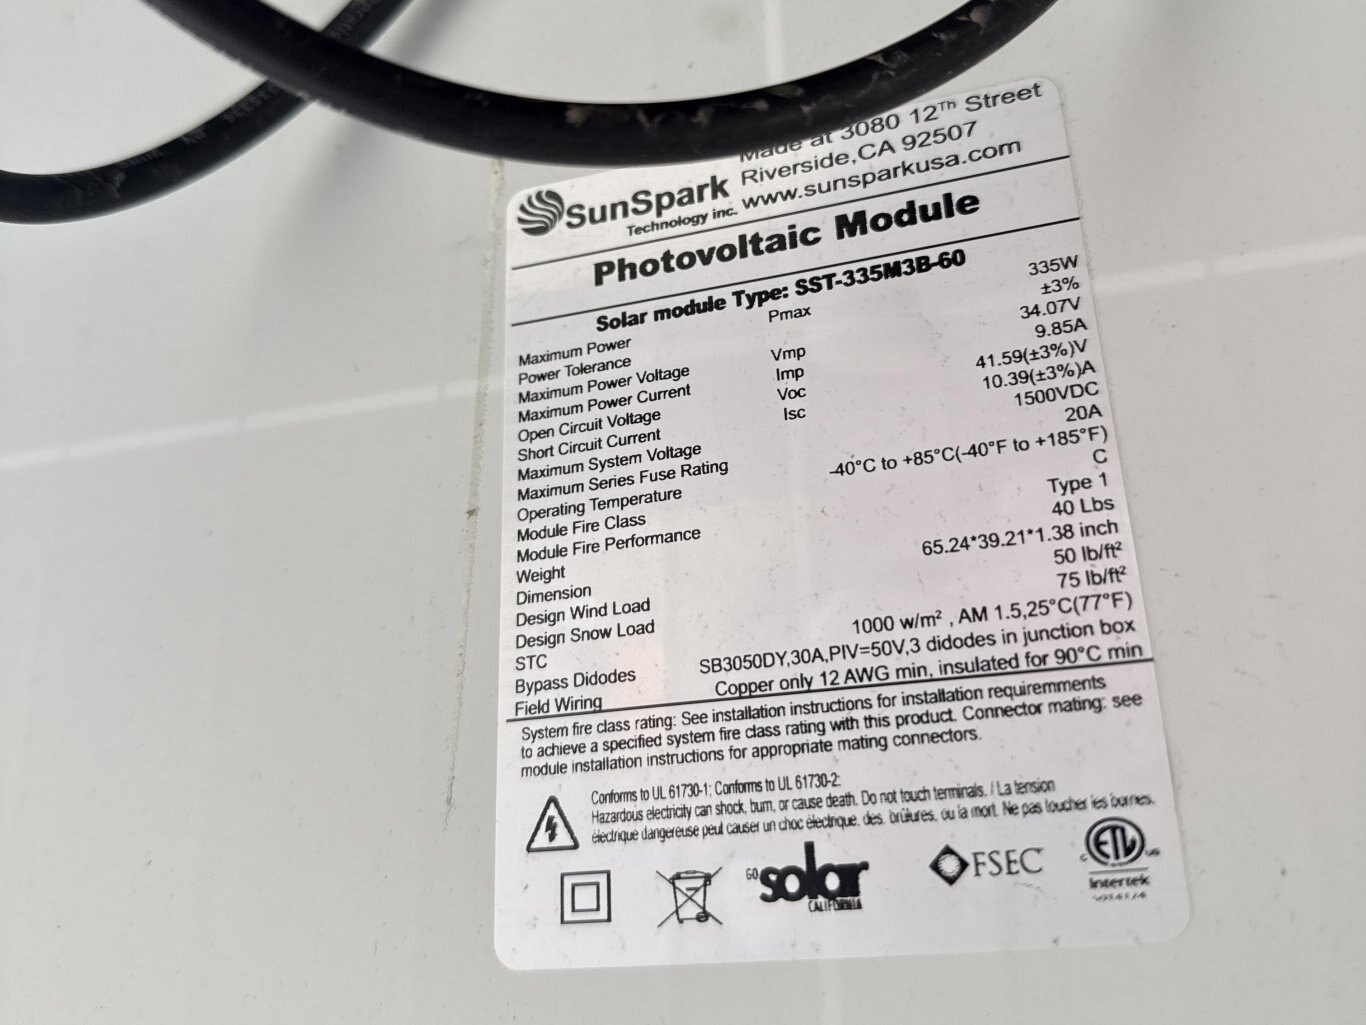 Made at 3080 12Th Street
Riverside,CA 92507
www.sunsparkusa.com
SunSpark
Technology inc.
Photovoltaic Module
Solar module Type: SST-335M3B-60
Maximum Power Pmax 335W
Power Tolerance ±3%
Maximum Power Voltage Vmp 34.07V
Maximum Power Current Imp 9.85A
Open Circuit Voltage Voc 41.59(±3%)V
Short Circuit Current Isc 10.39(±3%)A
Maximum System Voltage 1500VDC
Maximum Series Fuse Rating 20A
Operating Temperature -40°C to +85°C(-40°F to +185°F)
Module Fire Class C
Module Fire Performance Type 1
Weight 40 Lbs
Dimension 65.24*39.21*1.38 inch
Design Wind Load 50 lb/ft²
Design Snow Load 75 lb/ft²
STC 1000 w/m² , AM 1.5,25°C(77°F)
Bypass Didodes SB3050DY,30A,PIV=50V,3 didodes in junction box
Field Wiring Copper only 12 AWG min, insulated for 90°C min
System fire class rating: See installation instructions for installation requiremments
to achieve a specified system fire class rating with this product. Connector mating: see
module installation instructions for appropriate mating connectors.
Conforms to UL 61730-1; Conforms to UL 61730-2.
Hazardous electricity can shock, burn, or cause death. Do not touch terminals. / La tension
électrique dangereuse peut causer un choc électrique, des. brûlures. ou la mort. Ne pas loucher les bornes.
GO solar
CALIFORNIA
FSEC
C ETL US
Intertek